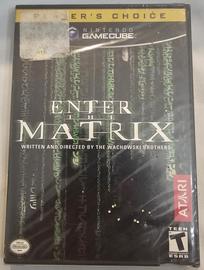 PLAYER'S CHOICE
NINTENDO
GAMECUBE
ENTER
THE
MATRIX
WRITTEN AND DIRECTED BY THE WACHOWSKI BROTHERS
ATARI
TEEN
T
ESRB